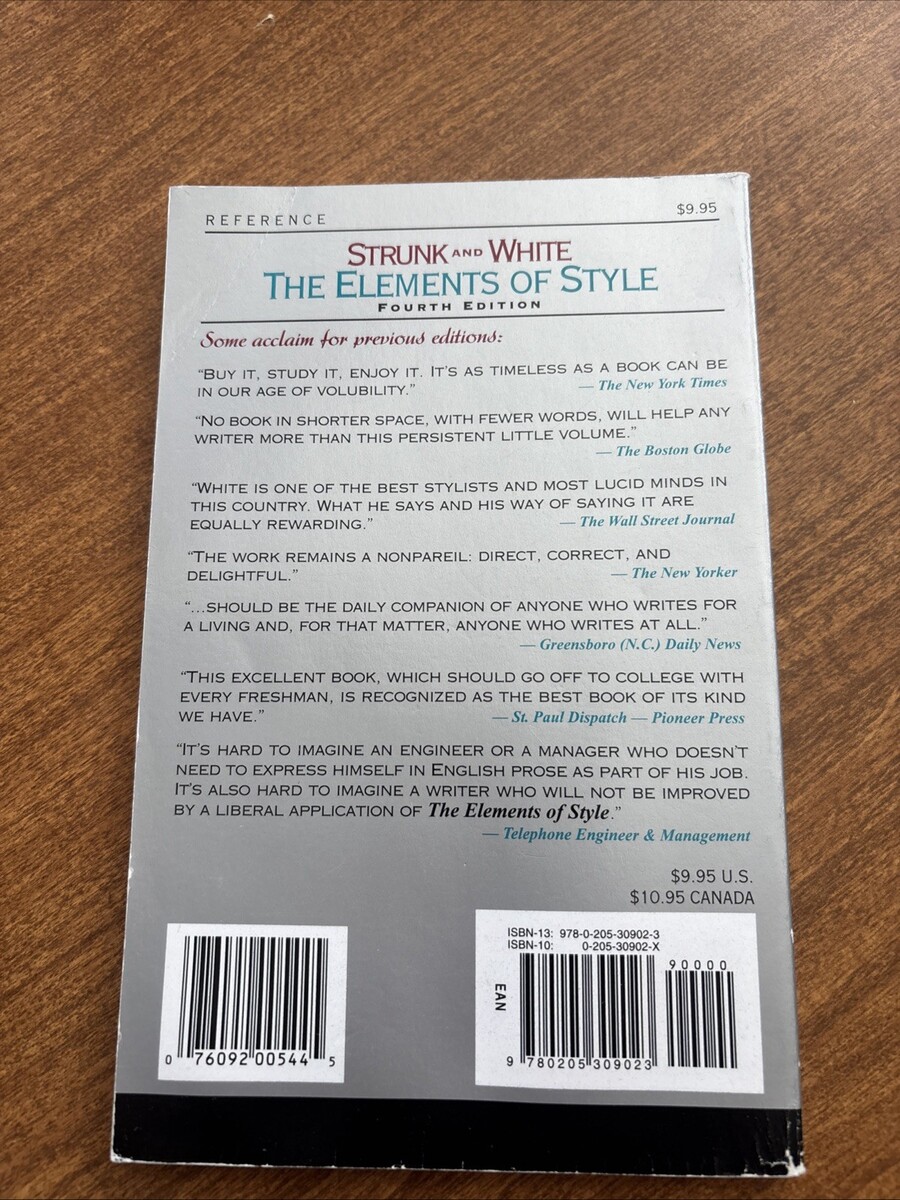 REFERENCE
$9.95
STRUNK AND WHITE
THE ELEMENTS OF STYLE
FOURTH EDITION
Some acclaim for previous editions:
“BUY IT, STUDY IT, ENJOY IT. IT’S AS TIMELESS AS A BOOK CAN BE
IN OUR AGE OF VOLUBILITY.” — The New York Times
“NO BOOK IN SHORTER SPACE, WITH FEWER WORDS, WILL HELP ANY
WRITER MORE THAN THIS PERSISTENT LITTLE VOLUME.”
— The Boston Globe
“WHITE IS ONE OF THE BEST STYLISTS AND MOST LUCID MINDS IN
THIS COUNTRY. WHAT HE SAYS AND HIS WAY OF SAYING IT ARE
EQUALLY REWARDING.” — The Wall Street Journal
“THE WORK REMAINS A NONPAREIL: DIRECT, CORRECT, AND
DELIGHTFUL.” — The New Yorker
“...SHOULD BE THE DAILY COMPANION OF ANYONE WHO WRITES FOR
A LIVING AND, FOR THAT MATTER, ANYONE WHO WRITES AT ALL.”
— Greensboro (N.C.) Daily News
“THIS EXCELLENT BOOK, WHICH SHOULD GO OFF TO COLLEGE WITH
EVERY FRESHMAN, IS RECOGNIZED AS THE BEST BOOK OF ITS KIND
WE HAVE.” — St. Paul Dispatch — Pioneer Press
“IT’S HARD TO IMAGINE AN ENGINEER OR A MANAGER WHO DOESN’T
NEED TO EXPRESS HIMSELF IN ENGLISH PROSE AS PART OF HIS JOB.
IT’S ALSO HARD TO IMAGINE A WRITER WHO WILL NOT BE IMPROVED
BY A LIBERAL APPLICATION OF The Elements of Style.”
— Telephone Engineer & Management
$9.95 U.S.
$10.95 CANADA
0 76092 00544 5
ISBN-13: 978-0-205-30902-3
ISBN-10: 0-205-30902-X
90000
EAN
9 780205 309023